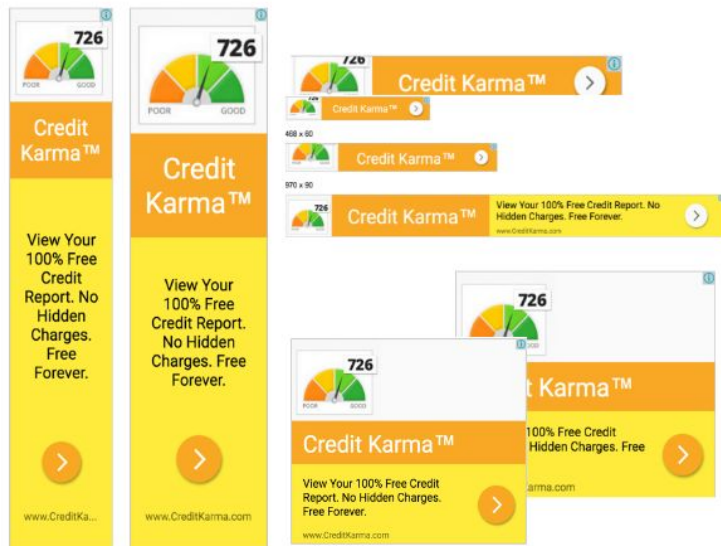 726
POOR GOOD
Credit
Karma™
View Your
100% Free
Credit
Report. No
Hidden
Charges.
Free
Forever.
www.CreditKa...
726
POOR GOOD
Credit
Karma™
View Your
100% Free
Credit Report.
No Hidden
Charges. Free
Forever.
www.CreditKarma.com
726
Credit Karma™
Credit Karma™
468 x 60
Credit Karma™
970 x 90
726
Credit Karma™
View Your 100% Free Credit Report. No
Hidden Charges. Free Forever.
www.CreditKarma.com
726
GOOD
t Karma™
100% Free Credit
Hidden Charges. Free
arma.com
726
POOR GOOD
Credit Karma™
View Your 100% Free Credit
Report. No Hidden Charges.
Free Forever.
www.CreditKarma.com